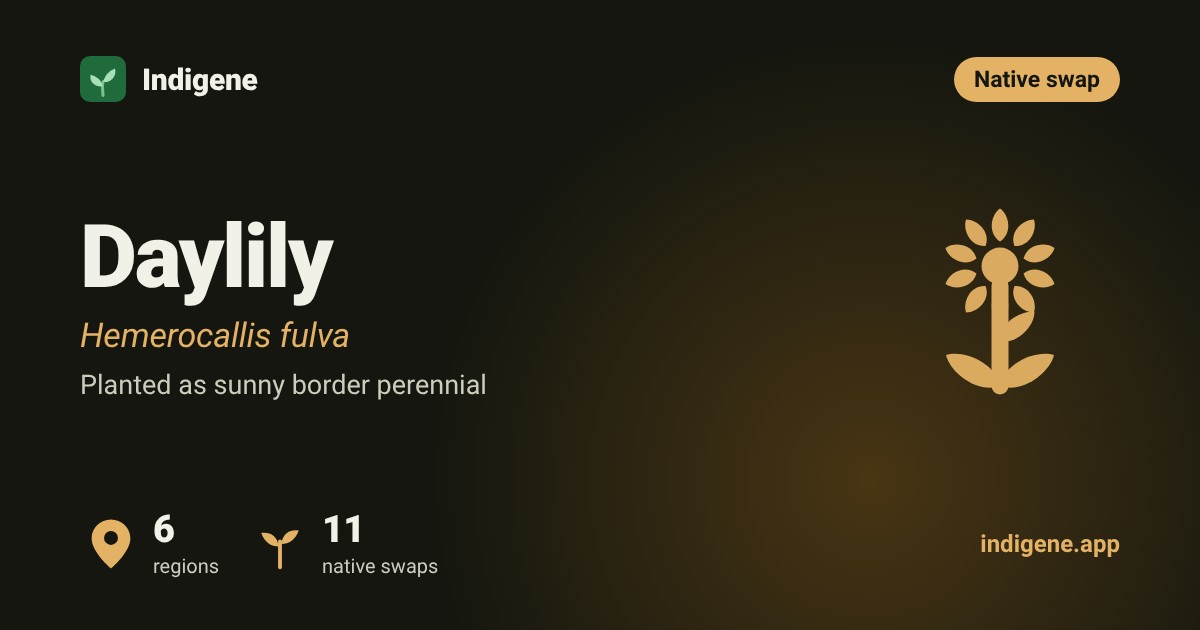 Indigene
Native swap
Daylily
Hemerocallis fulva
Planted as sunny border perennial
6
regions
11
native swaps
indigene.app